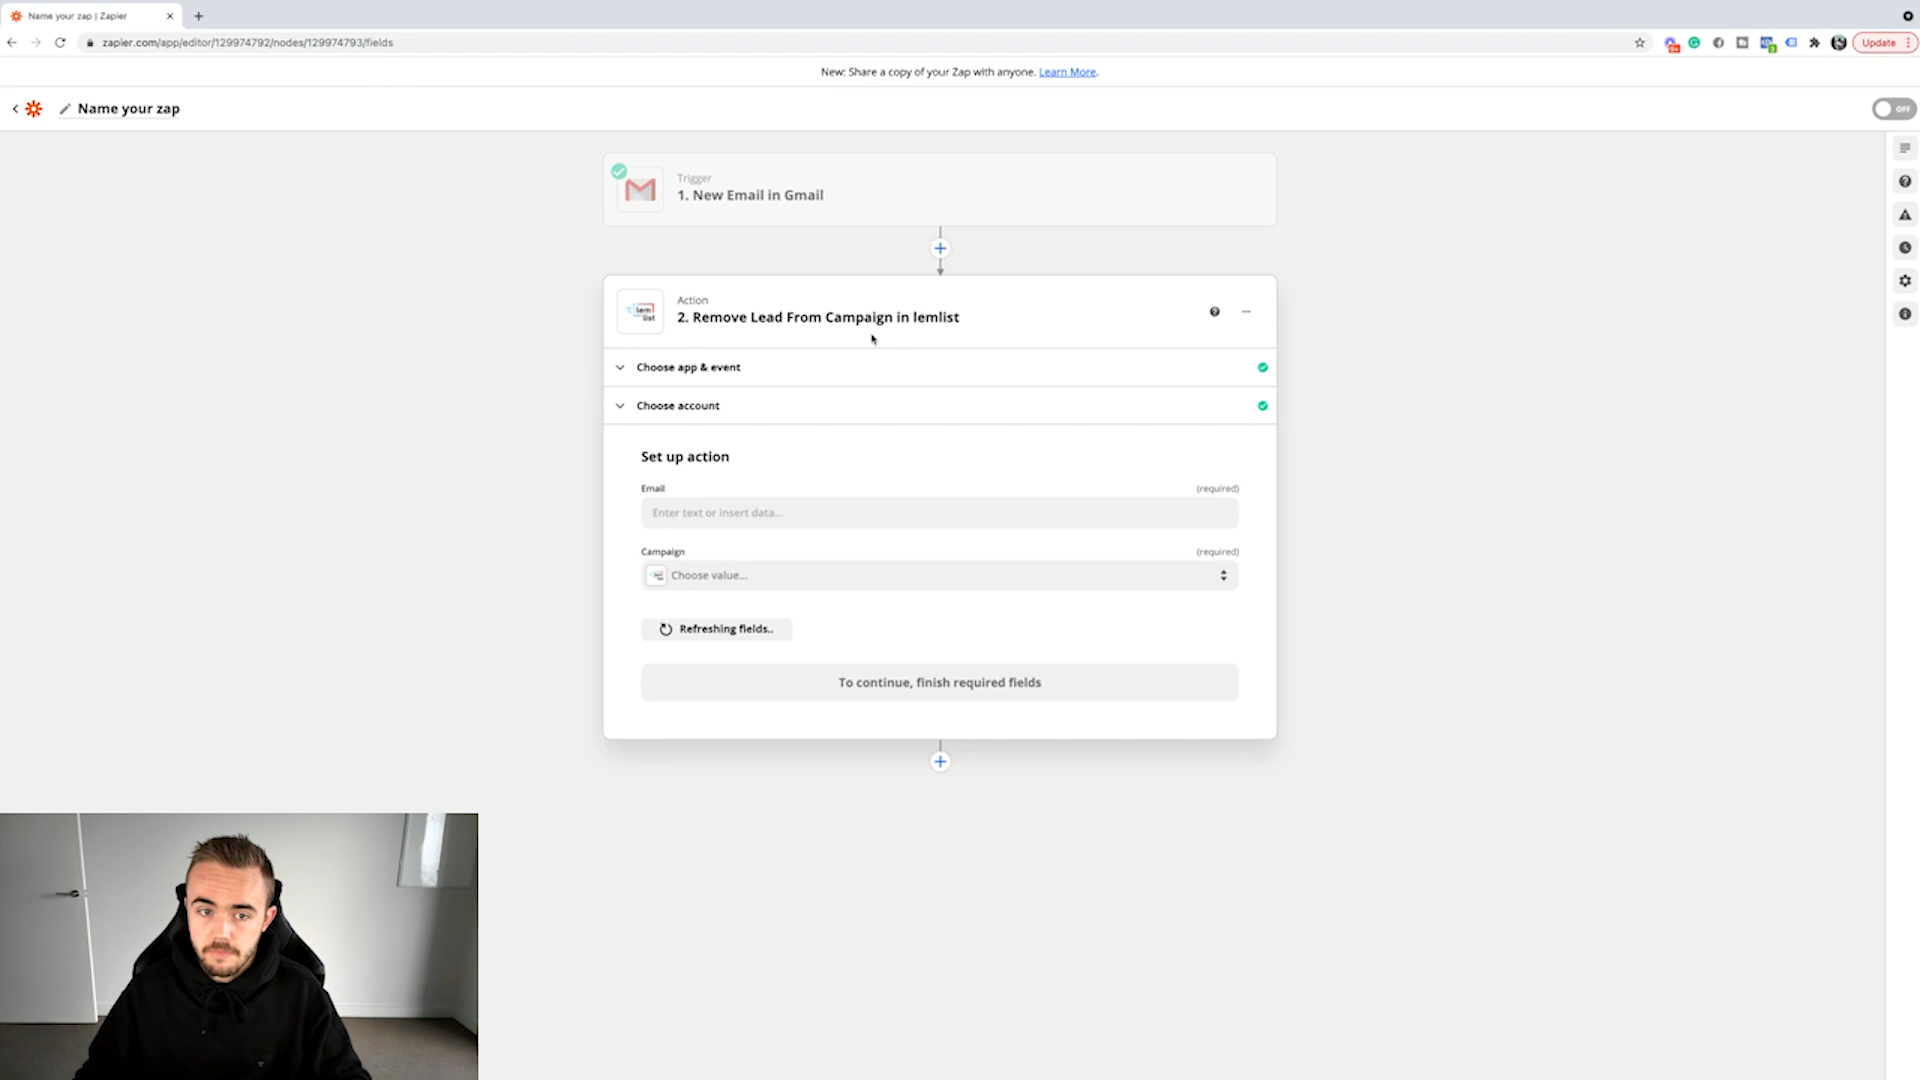 Name your zap | Zapier
zapier.com/app/editor/129974792/nodes/129974793/fields
Update
New: Share a copy of your Zap with anyone. Learn More.
Name your zap
OFF
Trigger
1. New Email in Gmail
lem
list
Action
2. Remove Lead From Campaign in lemlist
Choose app & event
Choose account
Set up action
Email (required)
Enter text or insert data...
Campaign (required)
Choose value...
Refreshing fields..
To continue, finish required fields